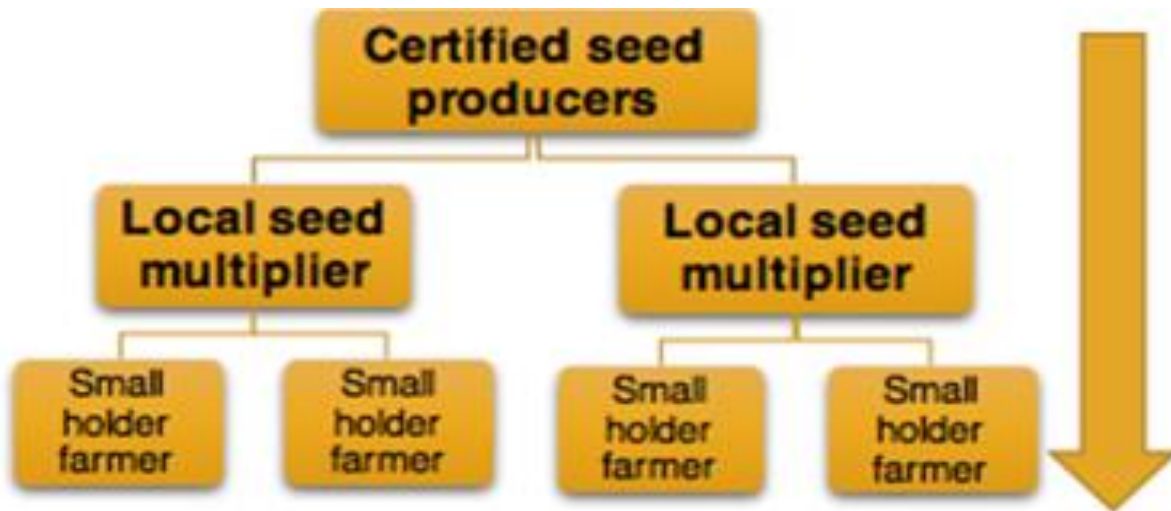 Certified seed
producers
Local seed
multiplier
Local seed
multiplier
Small
holder
farmer
Small
holder
farmer
Small
holder
farmer
Small
holder
farmer